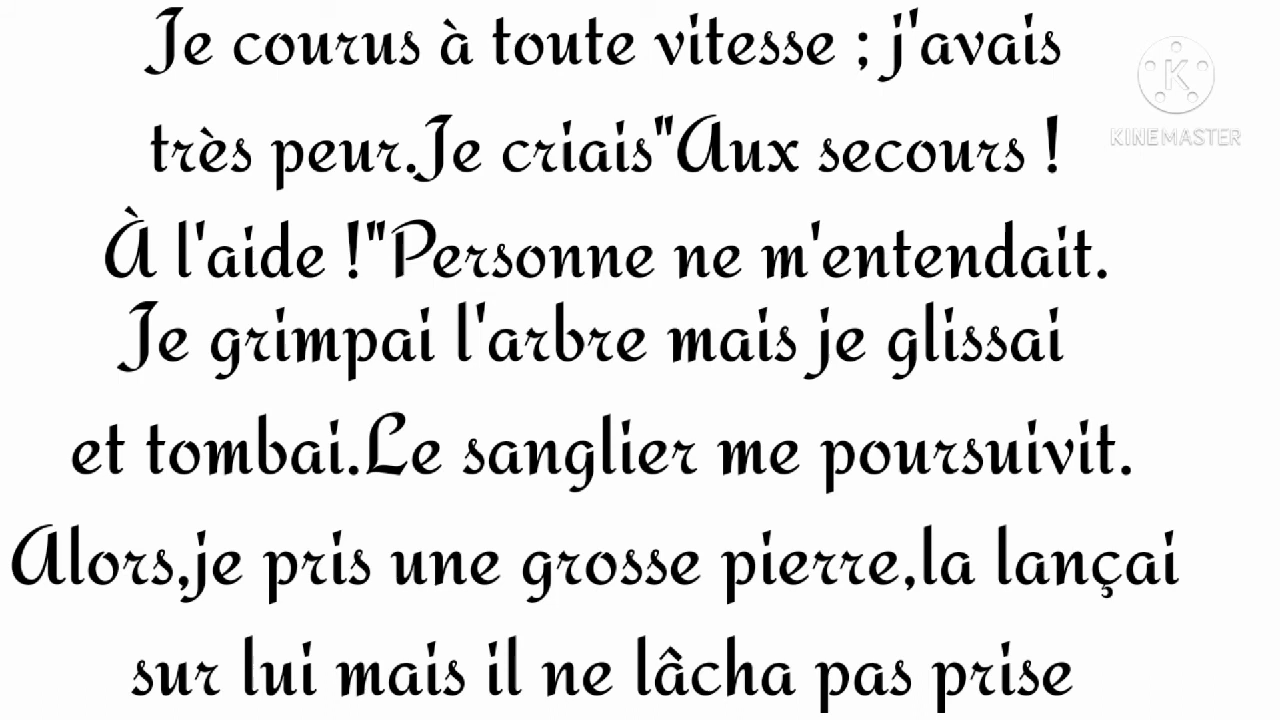 Je courus à toute vitesse ; j'avais
très peur.Je criais"Aux secours !
À l'aide !"Personne ne m'entendait.
Je grimpai l'arbre mais je glissai
et tombai.Le sanglier me poursuivit.
Alors,je pris une grosse pierre,la lançai
sur lui mais il ne lâcha pas prise
K
KINEMASTER